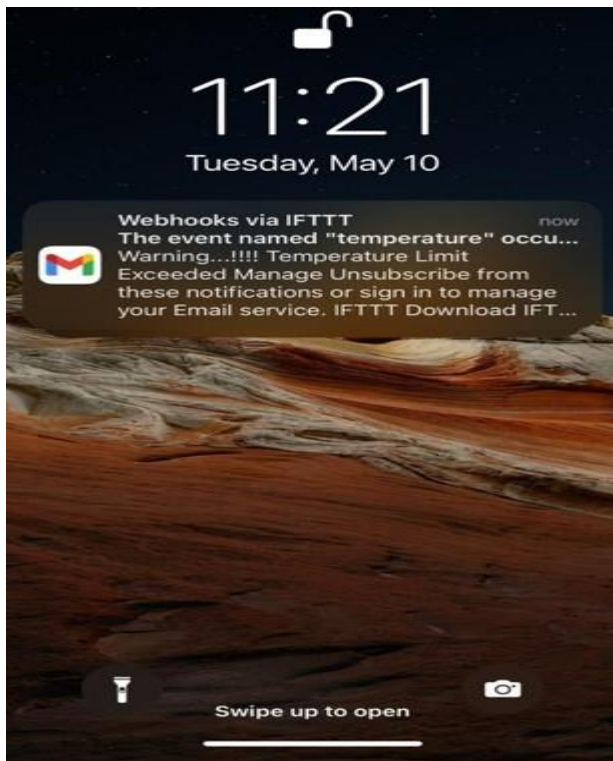 11:21
Tuesday, May 10
Webhooks via IFTTT now
The event named "temperature" occu...
Warning...!!!! Temperature Limit
Exceeded Manage Unsubscribe from
these notifications or sign in to manage
your Email service. IFTTT Download IFT...
Swipe up to open